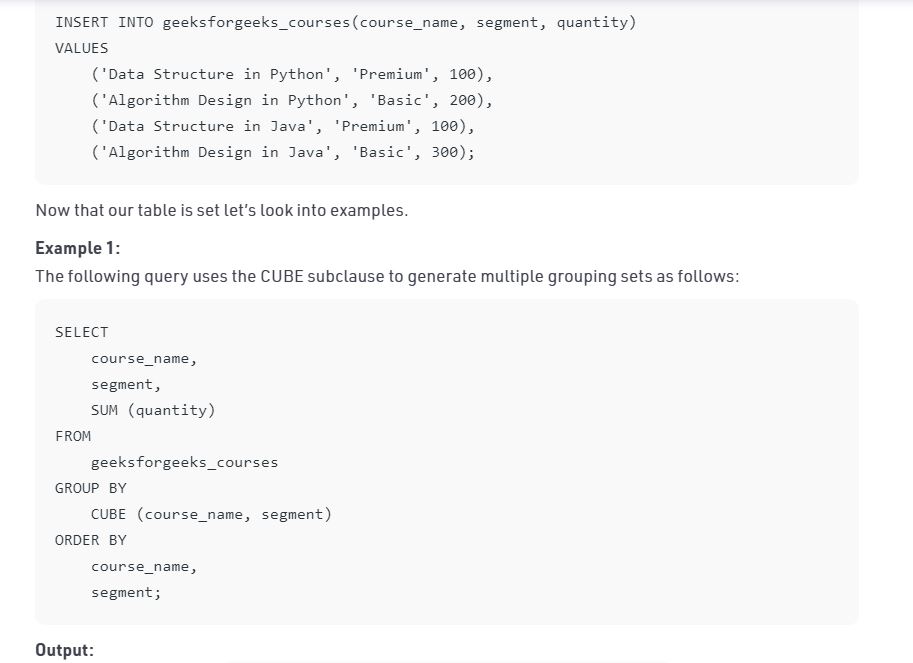 INSERT INTO geeksforgeeks_courses(course_name, segment, quantity)
VALUES
    ('Data Structure in Python', 'Premium', 100),
    ('Algorithm Design in Python', 'Basic', 200),
    ('Data Structure in Java', 'Premium', 100),
    ('Algorithm Design in Java', 'Basic', 300);
Now that our table is set let's look into examples.
Example 1:
The following query uses the CUBE subclause to generate multiple grouping sets as follows:
SELECT
    course_name,
    segment,
    SUM (quantity)
FROM
    geeksforgeeks_courses
GROUP BY
    CUBE (course_name, segment)
ORDER BY
    course_name,
    segment;
Output: